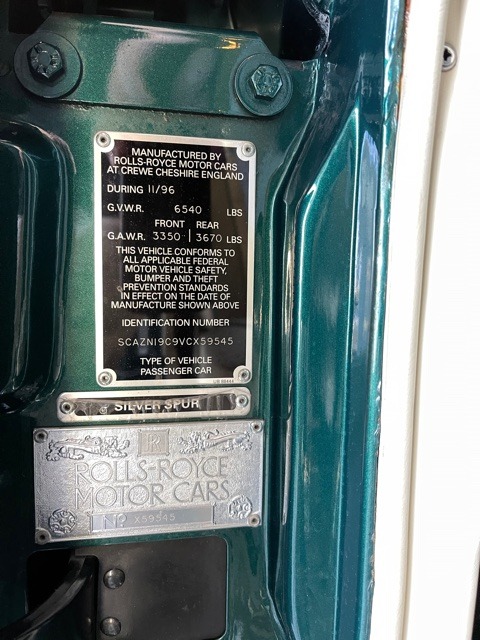 MANUFACTURED BY
ROLLS-ROYCE MOTOR CARS
AT CREWE CHESHIRE ENGLAND
DURING 11/96
G.V.W.R. 6540 LBS
FRONT REAR
G.A.W.R. 3350 | 3670 LBS
THIS VEHICLE CONFORMS TO
ALL APPLICABLE FEDERAL
MOTOR VEHICLE SAFETY,
BUMPER AND THEFT
PREVENTION STANDARDS
IN EFFECT ON THE DATE OF
MANUFACTURE SHOWN ABOVE
IDENTIFICATION NUMBER
SCAZN19C9VCX59545
TYPE OF VEHICLE
PASSENGER CAR
SILVER SPUR
ROLLS-ROYCE
MOTOR CARS
Nº X59545